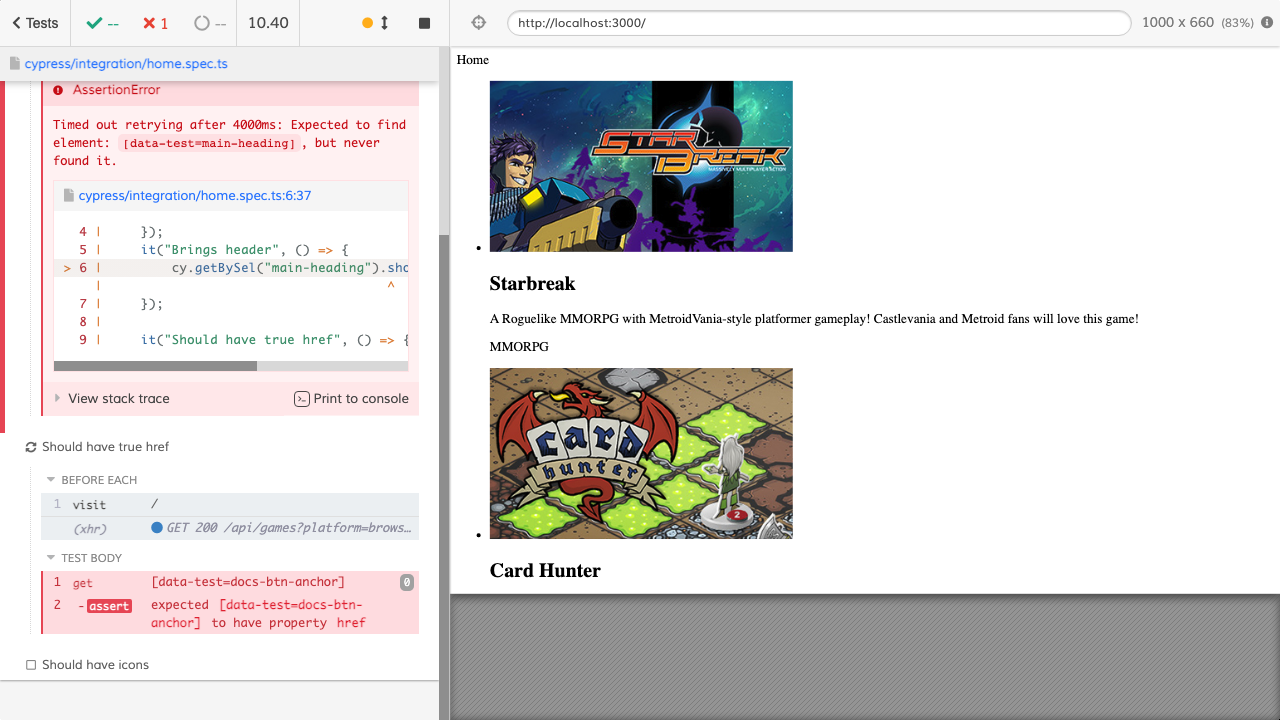 Tests
--
1
--
10.40
http://localhost:3000/
1000 x 660 (83%)
cypress/integration/home.spec.ts
AssertionError
Timed out retrying after 4000ms: Expected to find
element: [data-test=main-heading], but never
found it.
cypress/integration/home.spec.ts:6:37
4 | });
5 | it("Brings header", () => {
> 6 | cy.getBySel("main-heading").sho
| ^
7 | });
8 |
9 | it("Should have true href", () => {
View stack trace
Print to console
Should have true href
BEFORE EACH
1 visit /
(xhr) GET 200 /api/games?platform=brows…
TEST BODY
1 get [data-test=docs-btn-anchor] 0
2 -assert expected [data-test=docs-btn-
anchor] to have property href
Should have icons
Home
STAR
BREAK
MASSIVELY MULTIPLAYER ACTION
Starbreak
A Roguelike MMORPG with MetroidVania-style platformer gameplay! Castlevania and Metroid fans will love this game!
MMORPG
card
hunter
2
Card Hunter